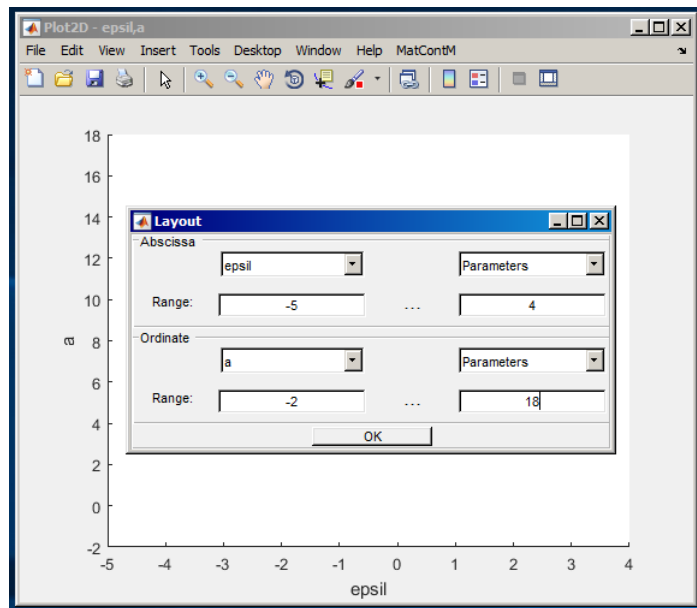 Plot2D - epsil,a
File Edit View Insert Tools Desktop Window Help MatContM
18
16
14
12
10
8
6
4
2
0
-2
a
Layout
Abscissa
epsil Parameters
Range: -5 ... 4
Ordinate
a Parameters
Range: -2 ... 18
OK
-5 -4 -3 -2 -1 0 1 2 3 4
epsil